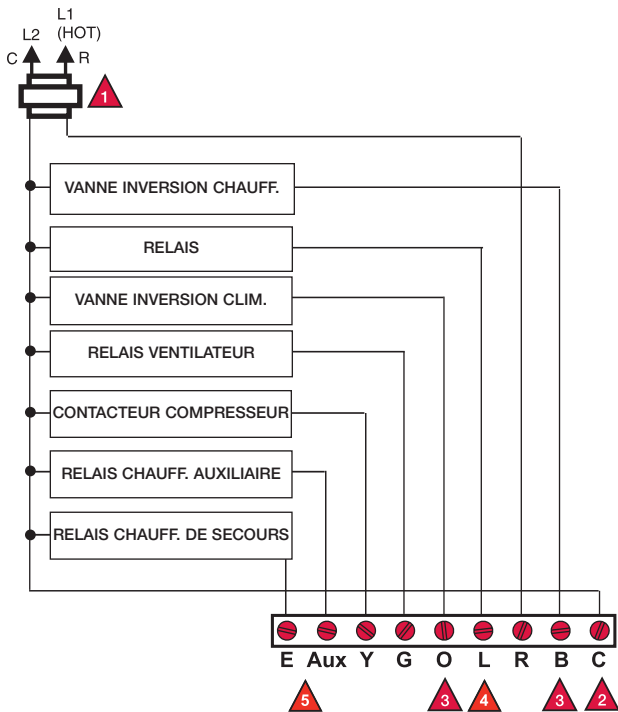 L1
L2 (HOT)
C R
1
VANNE INVERSION CHAUFF.
RELAIS
VANNE INVERSION CLIM.
RELAIS VENTILATEUR
CONTACTEUR COMPRESSEUR
RELAIS CHAUFF. AUXILIAIRE
RELAIS CHAUFF. DE SECOURS
E Aux Y G O L R B C
5 3 4 3 2